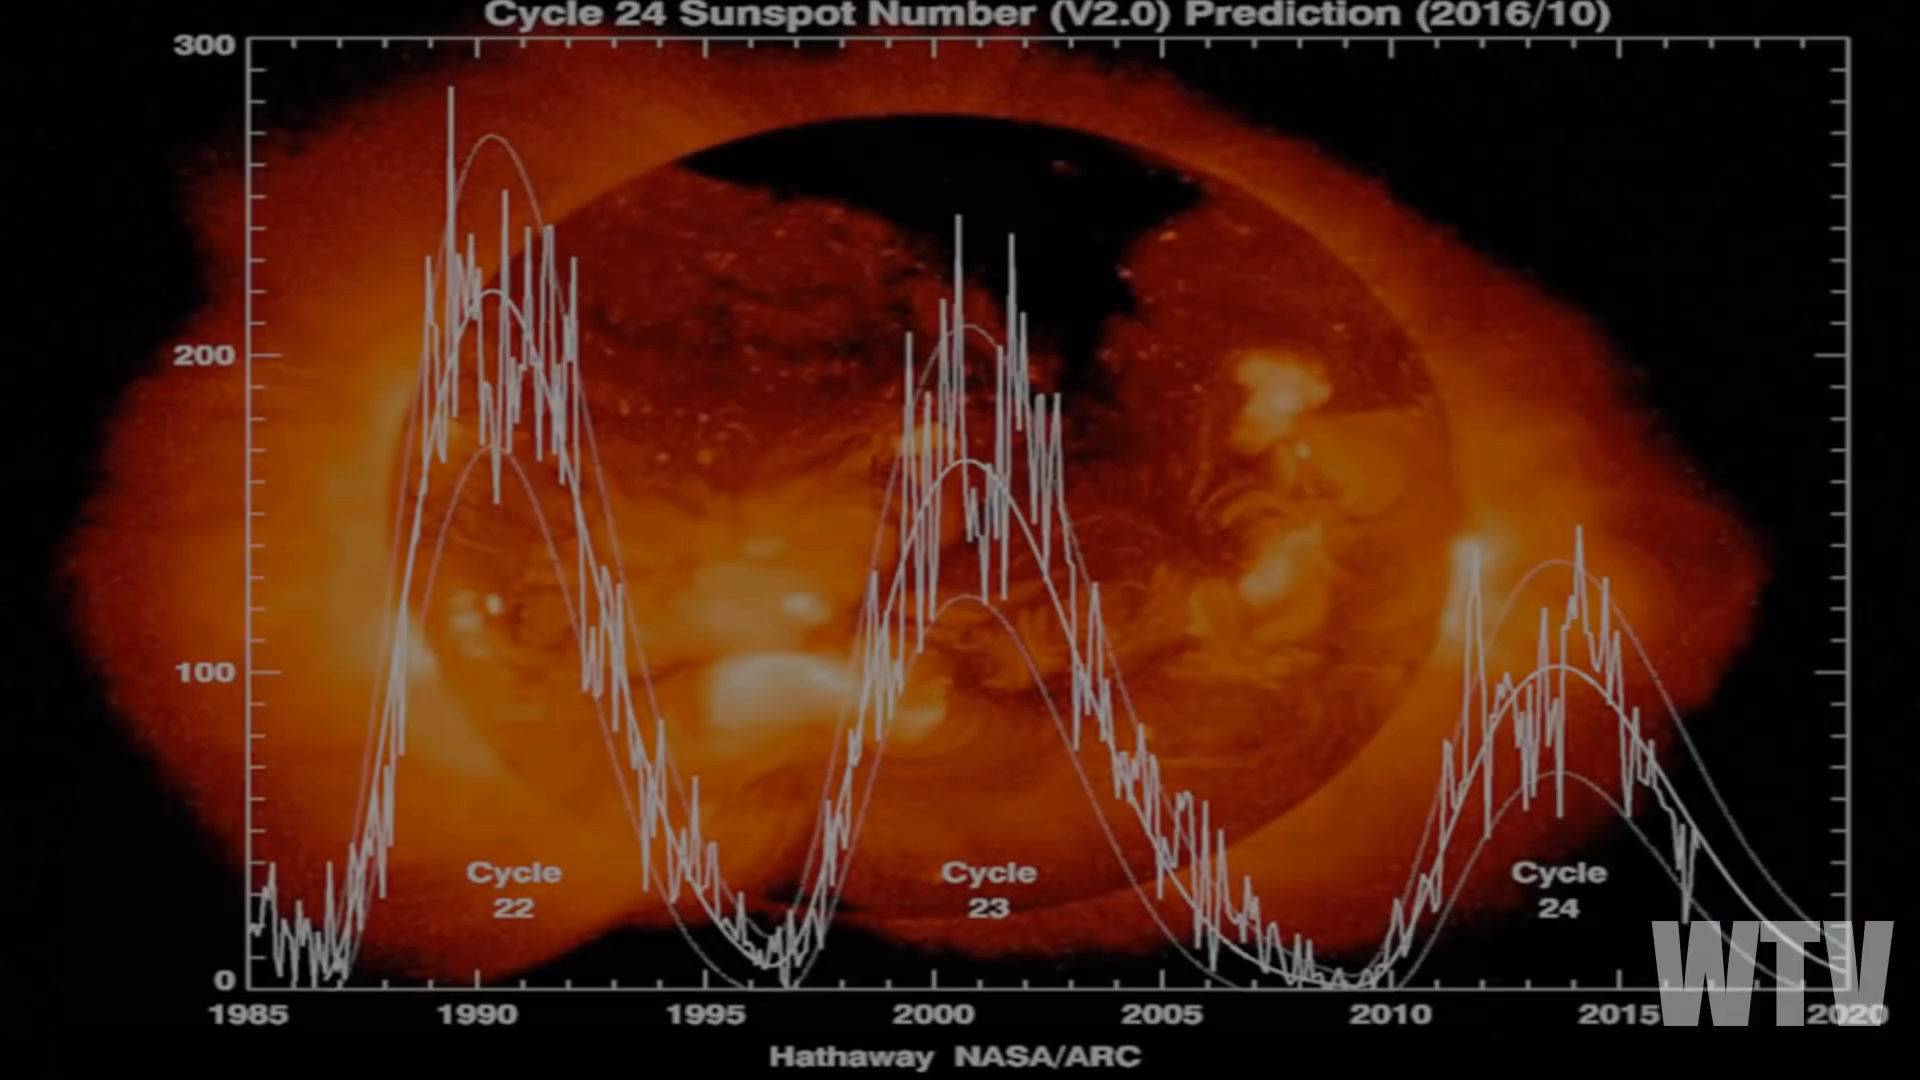 Cycle 24 Sunspot Number (V2.0) Prediction (2016/10)
300
200
100
0
Cycle
22
Cycle
23
Cycle
24
WTV
1985 1990 1995 2000 2005 2010 2015 2020
Hathaway NASA/ARC